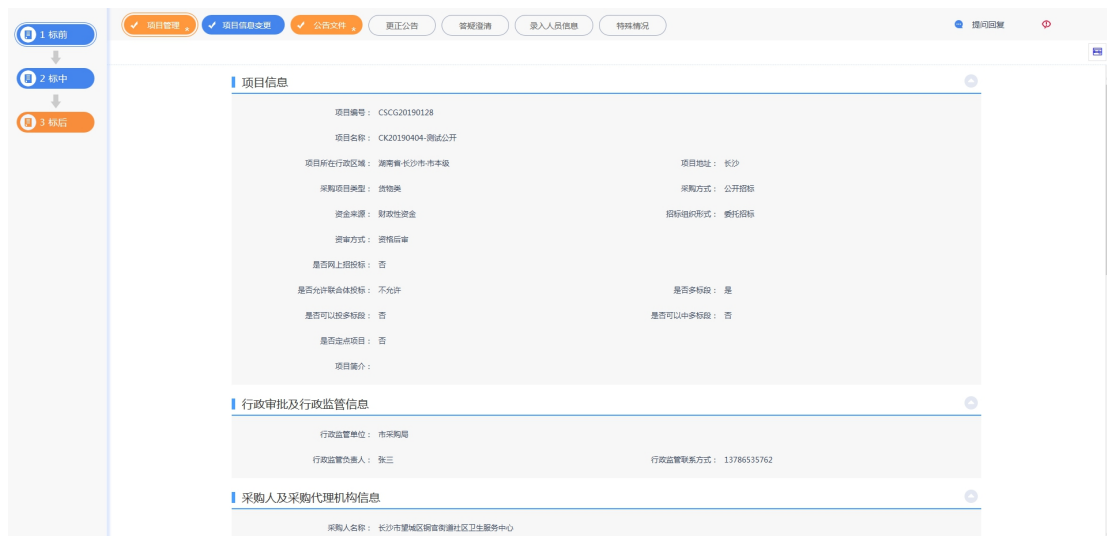 1 标前
2 标中
3 标后
项目管理
项目信息变更
公告文件
更正公告
答疑澄清
录入人员信息
特殊情况
提问回复
项目信息
项目编号: CSCG20190128
项目名称: CK20190404-测试公开
项目所在行政区域: 湖南省·长沙市·市本级 项目地址: 长沙
采购项目类型: 货物类 采购方式: 公开招标
资金来源: 财政性资金 招标组织形式: 委托招标
资审方式: 资格后审
是否网上招投标: 否
是否允许联合体投标: 不允许 是否多标段: 是
是否可以投多标段: 否 是否可以中多标段: 否
是否定点项目: 否
项目简介:
行政审批及行政监管信息
行政监管单位: 市采购局
行政监管负责人: 张三 行政监管联系方式: 13786535762
采购人及采购代理机构信息
采购人名称: 长沙市望城区铜官街道社区卫生服务中心